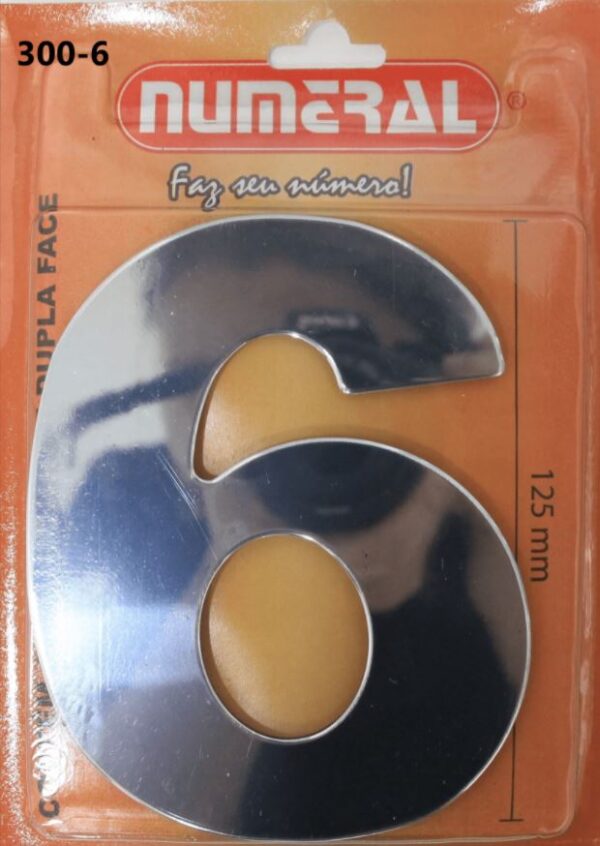 300-6
NUMERAL®
Faz seu número!
DUPLA FACE
125 mm
6